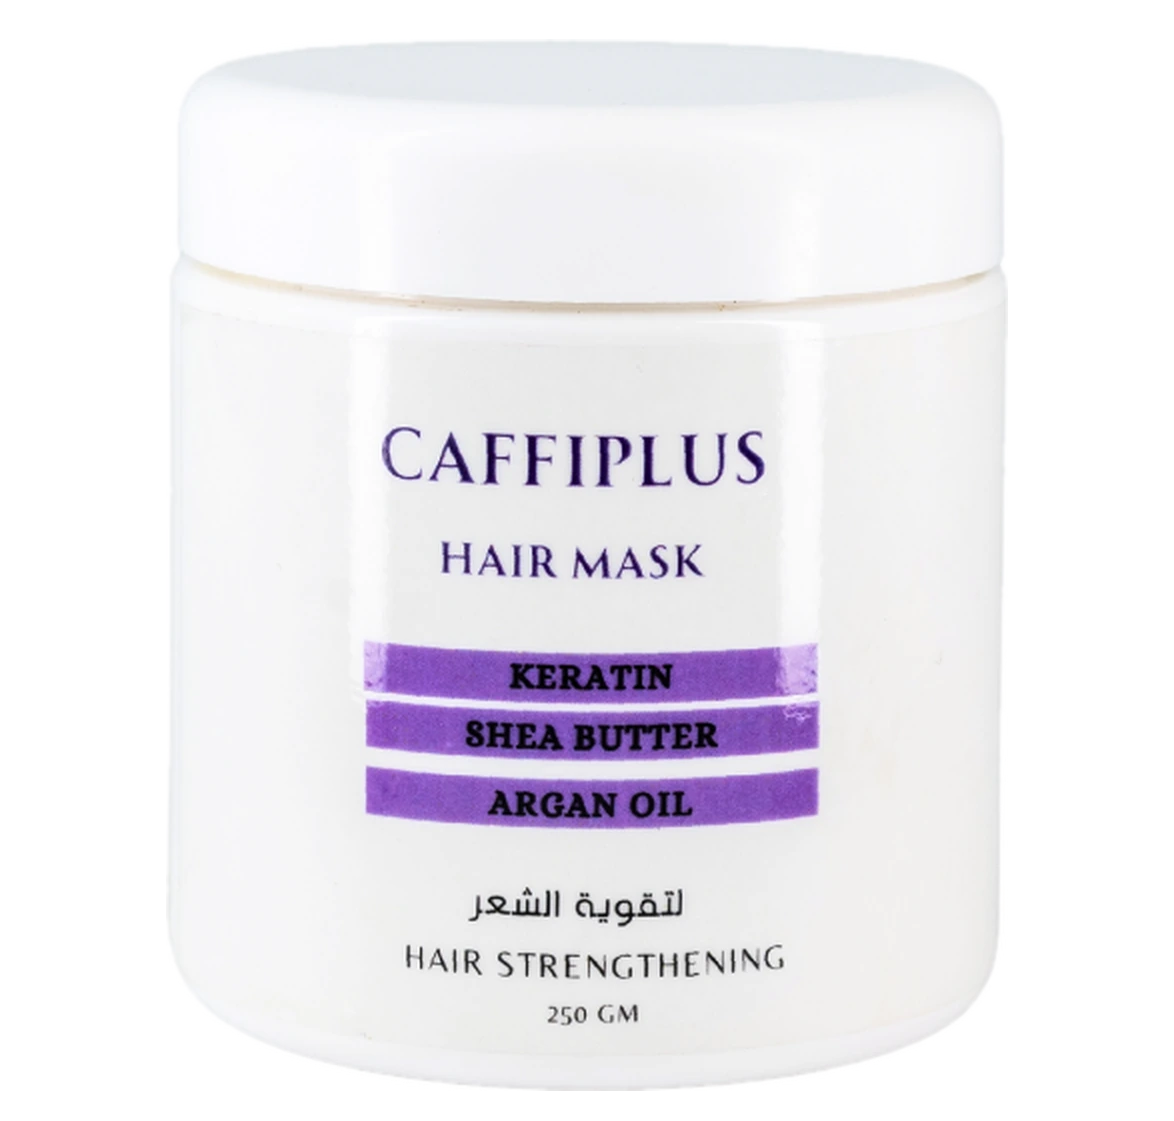 CAFFIPLUS
HAIR MASK
KERATIN
SHEA BUTTER
ARGAN OIL
لتقوية الشعر
HAIR STRENGTHENING
250 GM